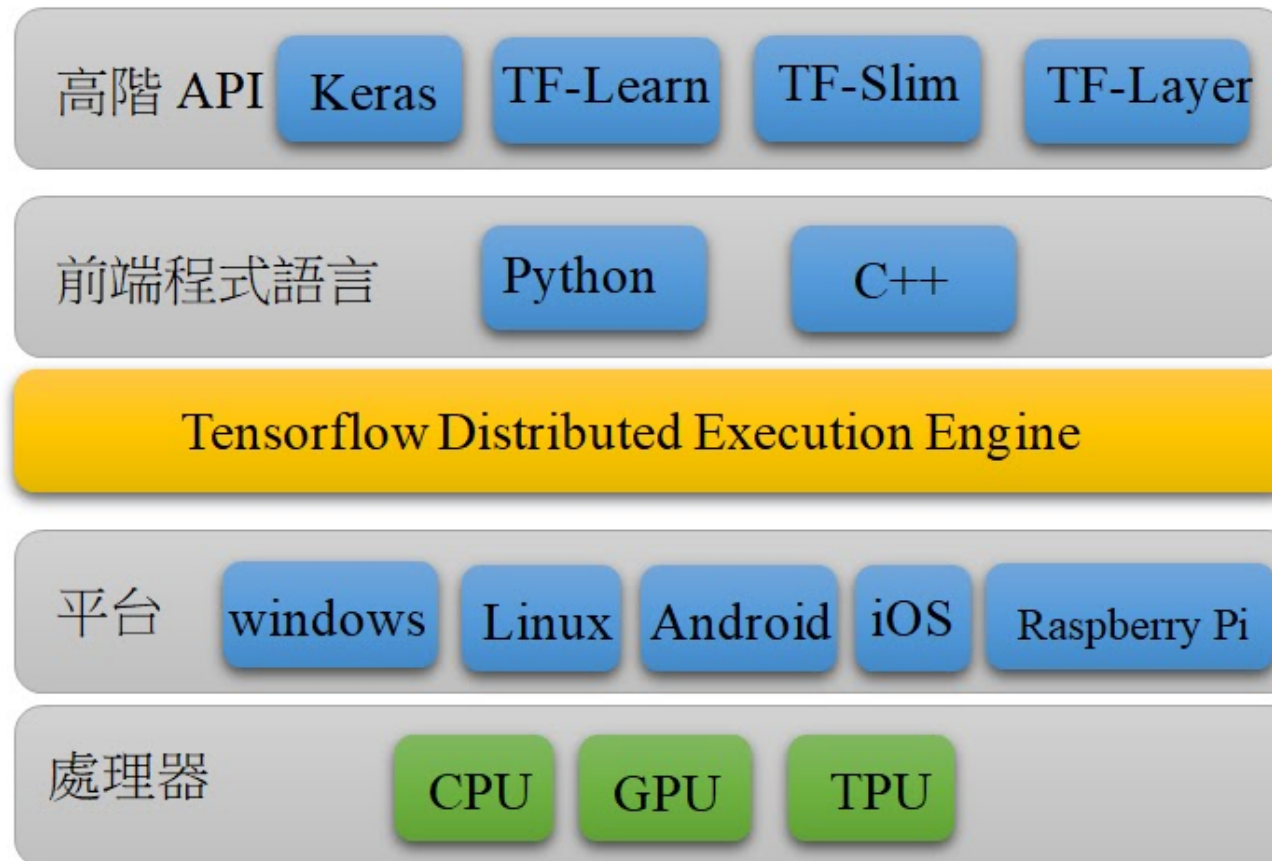 高階 API Keras TF-Learn TF-Slim TF-Layer
前端程式語言 Python C++
Tensorflow Distributed Execution Engine
平台 windows Linux Android iOS Raspberry Pi
處理器 CPU GPU TPU